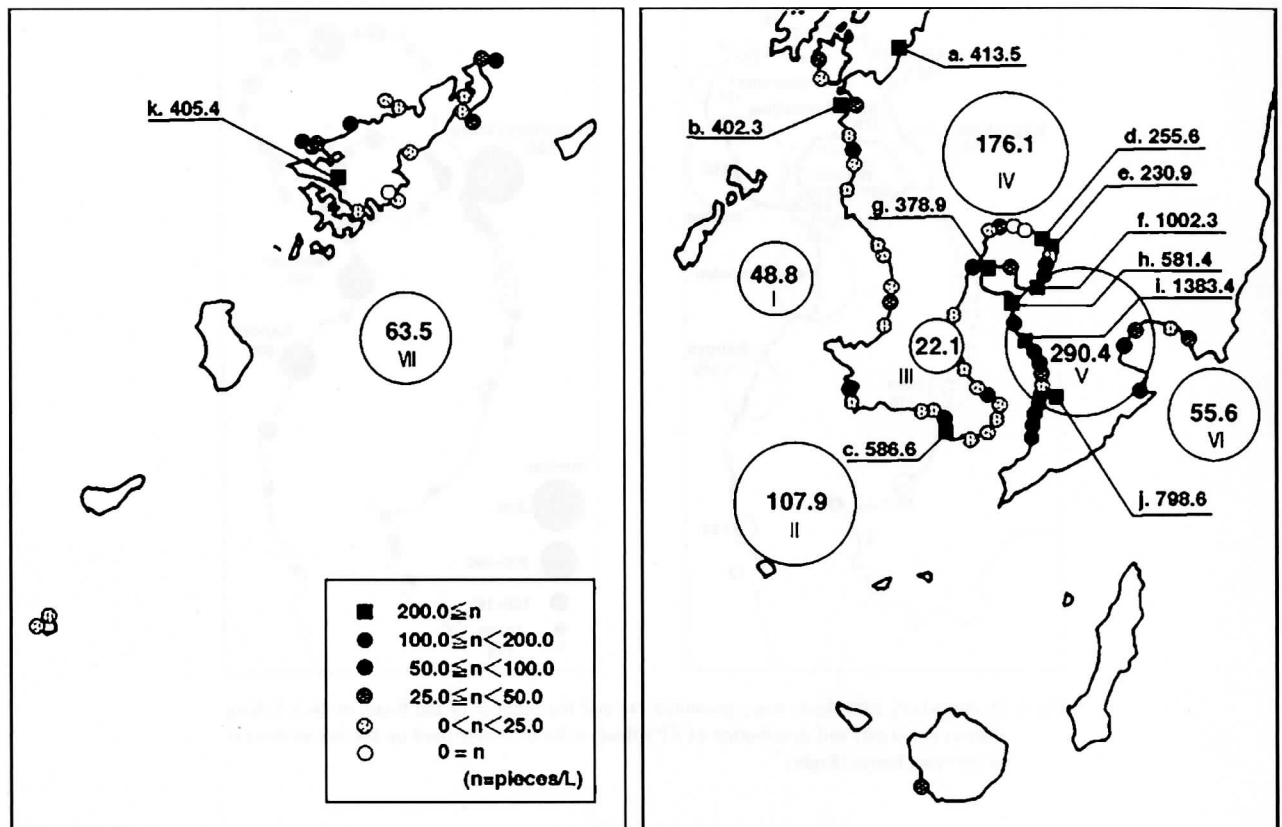 k. 405.4
63.5
VII
200.0≦n
100.0≦n<200.0
50.0≦n<100.0
25.0≦n<50.0
0<n<25.0
0 = n
(n=pieces/L)
a. 413.5
b. 402.3
176.1
IV
d. 255.6
e. 230.9
g. 378.9
f. 1002.3
h. 581.4
i. 1383.4
48.8
I
22.1
III
290.4
V
55.6
VI
c. 586.6
107.9
II
j. 798.6